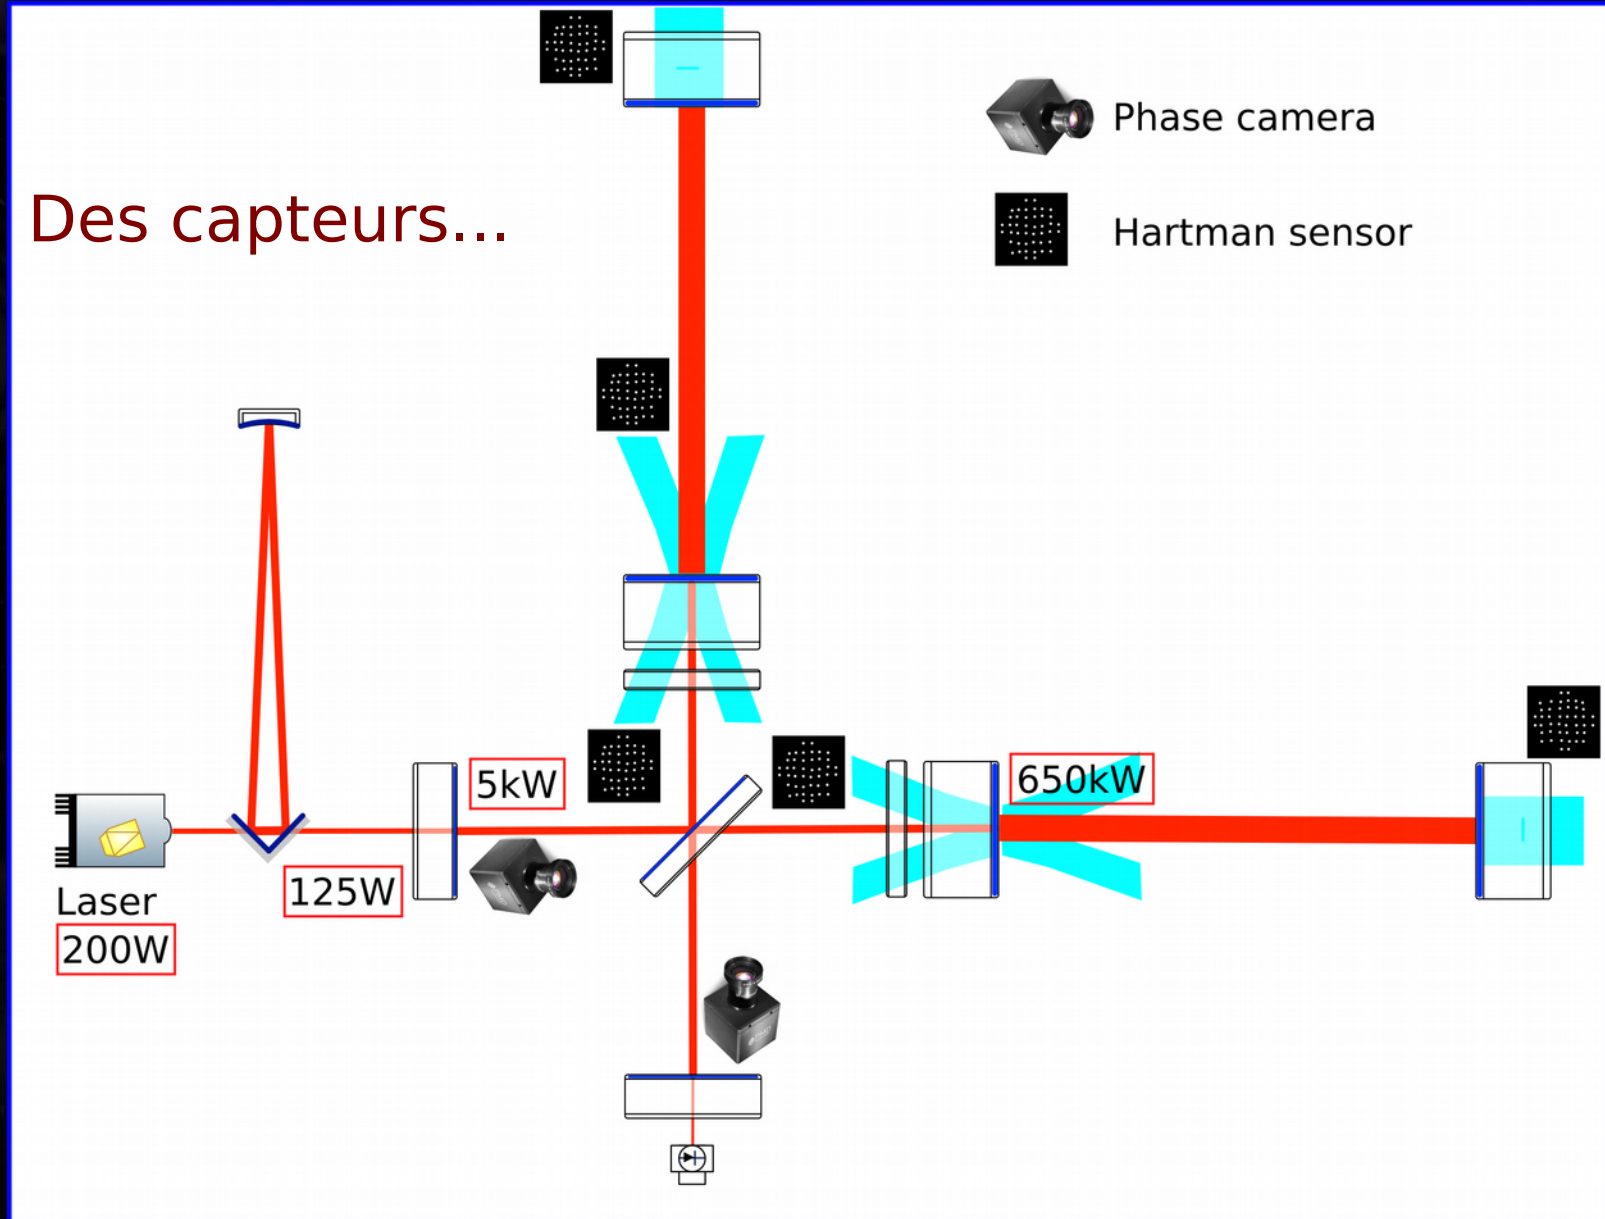 Phase camera
Des capteurs...
Hartman sensor
5kW
650kW
125W
Laser
200W